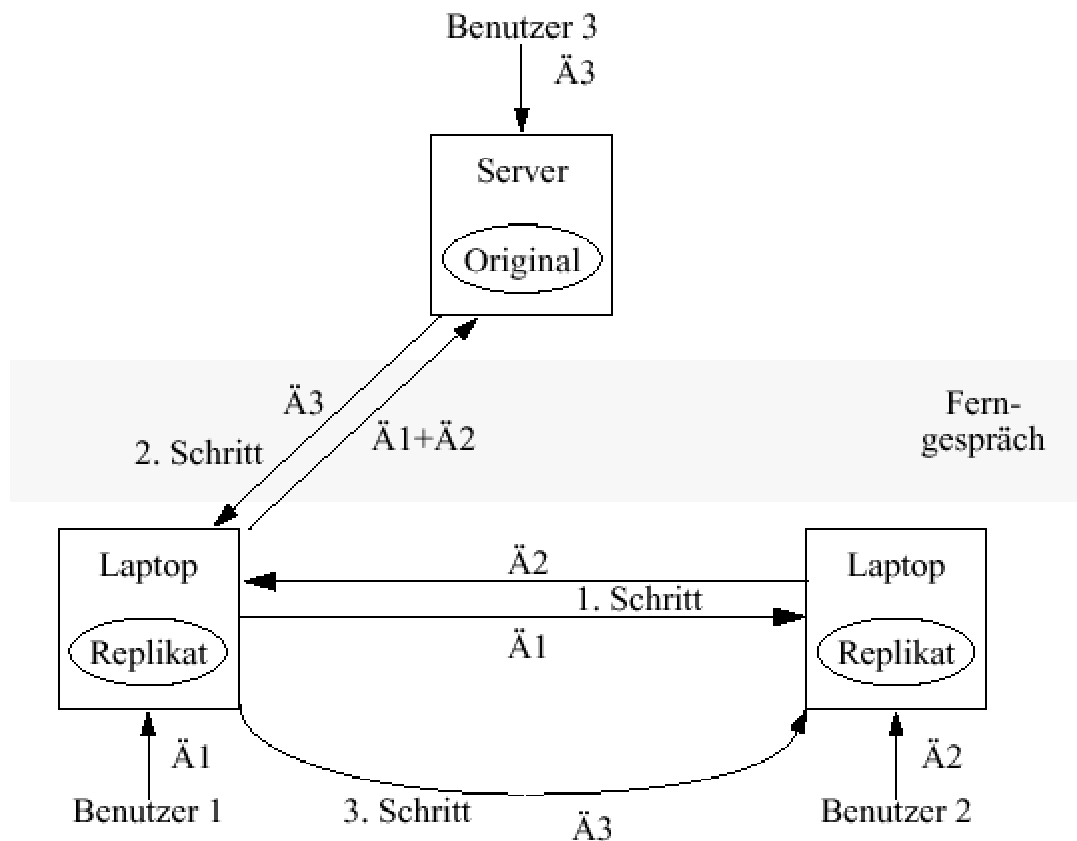 Benutzer 3
Ä3
Server
Original
Ä3
Fern-
gespräch
Ä1+Ä2
2. Schritt
Laptop
Laptop
Ä2
1. Schritt
Ä1
Replikat
Replikat
Ä1
Ä2
Benutzer 1
3. Schritt
Benutzer 2
Ä3